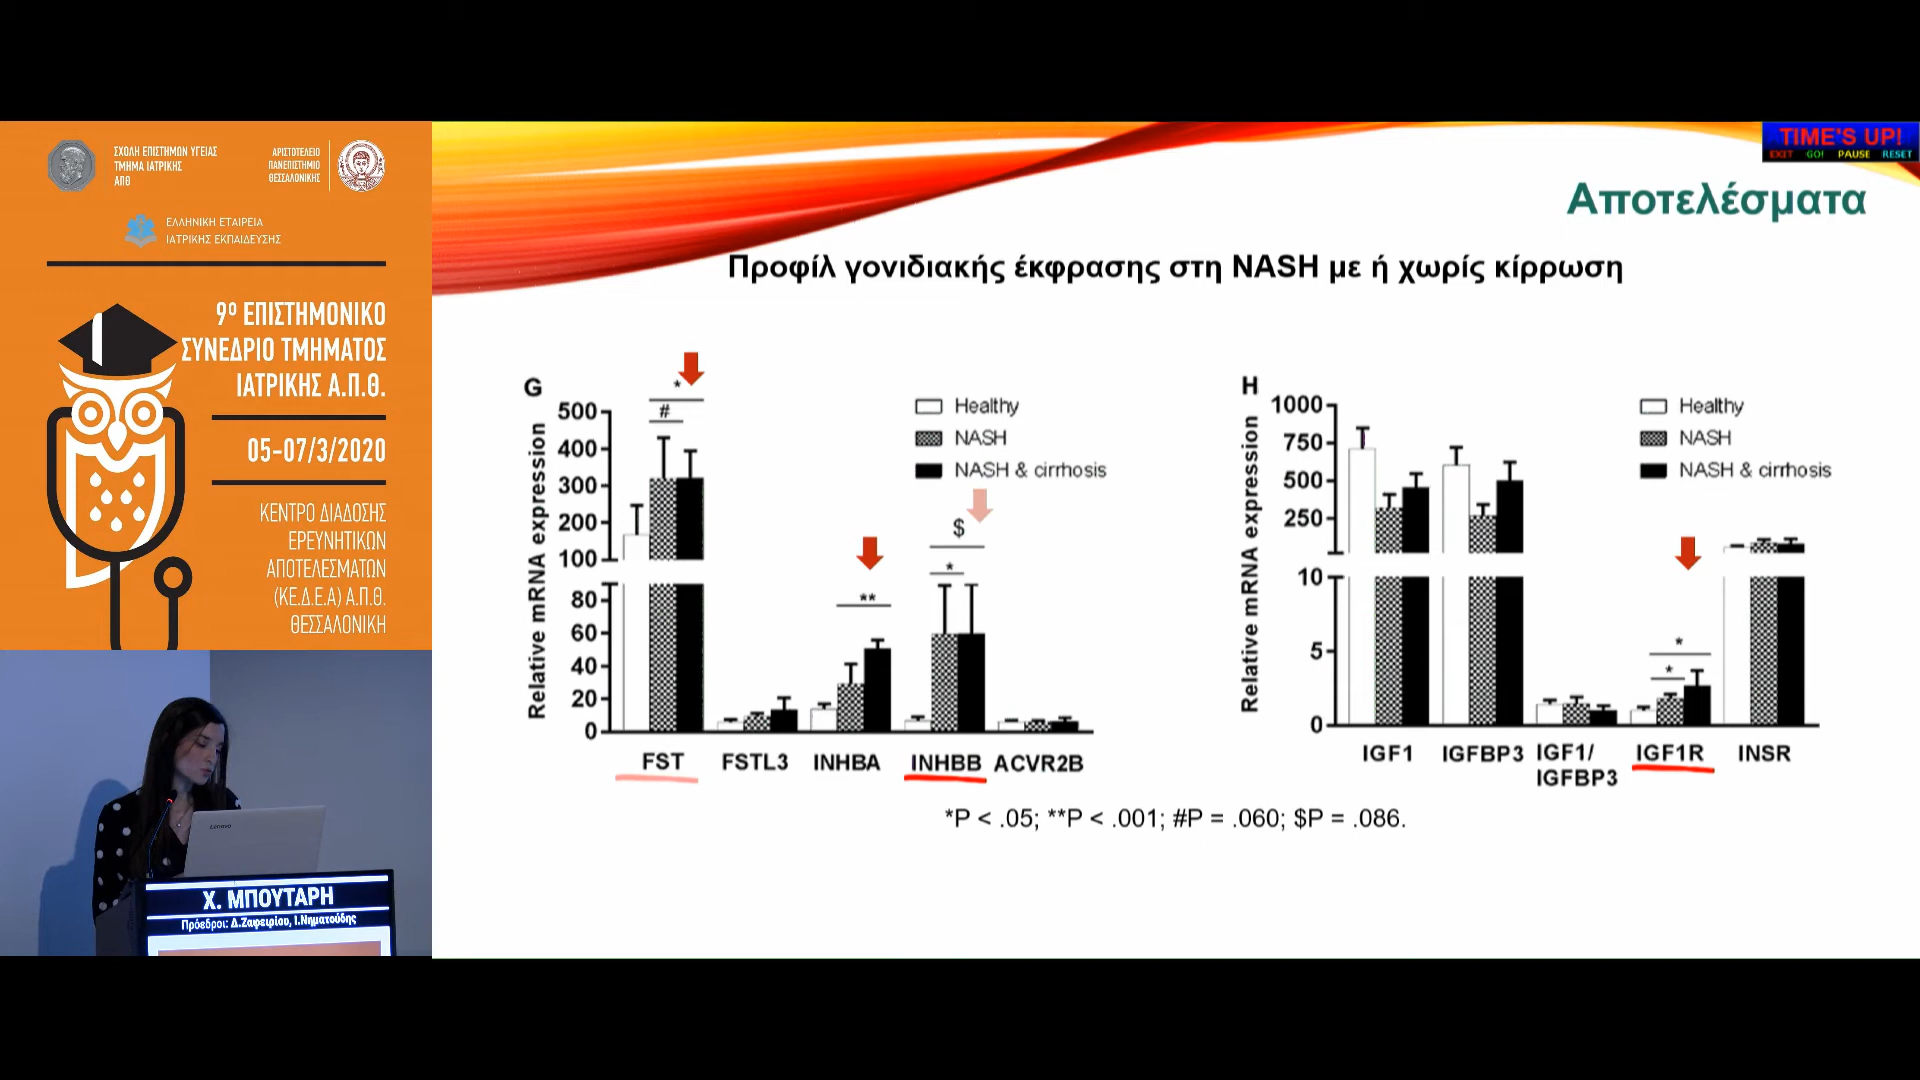 ΣΧΟΛΗ ΕΠΙΣΤΗΜΩΝ ΥΓΕΙΑΣ
ΤΜΗΜΑ ΙΑΤΡΙΚΗΣ
ΑΠΘ
ΑΡΙΣΤΟΤΕΛΕΙΟ
ΠΑΝΕΠΙΣΤΗΜΙΟ
ΘΕΣΣΑΛΟΝΙΚΗΣ
ΕΛΛΗΝΙΚΗ ΕΤΑΙΡΕΙΑ
ΙΑΤΡΙΚΗΣ ΕΚΠΑΙΔΕΥΣΗΣ
9ο ΕΠΙΣΤΗΜΟΝΙΚΟ
ΣΥΝΕΔΡΙΟ ΤΜΗΜΑΤΟΣ
ΙΑΤΡΙΚΗΣ Α.Π.Θ.
05-07/3/2020
ΚΕΝΤΡΟ ΔΙΑΔΟΣΗΣ
ΕΡΕΥΝΗΤΙΚΩΝ
ΑΠΟΤΕΛΕΣΜΑΤΩΝ
(ΚΕ.Δ.Ε.Α) Α.Π.Θ.
ΘΕΣΣΑΛΟΝΙΚΗ
Lenovo
Χ. ΜΠΟΥΤΑΡΗ
Πρόεδροι: Δ.Ζαφειρίου, Ι.Νηματούδης
TIME'S UP!
EXIT GO! PAUSE RESET
Αποτελέσματα
Προφίλ γονιδιακής έκφρασης στη NASH με ή χωρίς κίρρωση
G
Relative mRNA expression
500
400
300
200
100
80
60
40
20
0
*
#
**
$
*
Healthy
NASH
NASH & cirrhosis
FST FSTL3 INHBA INHBB ACVR2B
H
Relative mRNA expression
1000
750
500
250
10
5
0
*
*
Healthy
NASH
NASH & cirrhosis
IGF1 IGFBP3 IGF1/ IGF1R INSR
IGFBP3
*P < .05; **P < .001; #P = .060; $P = .086.